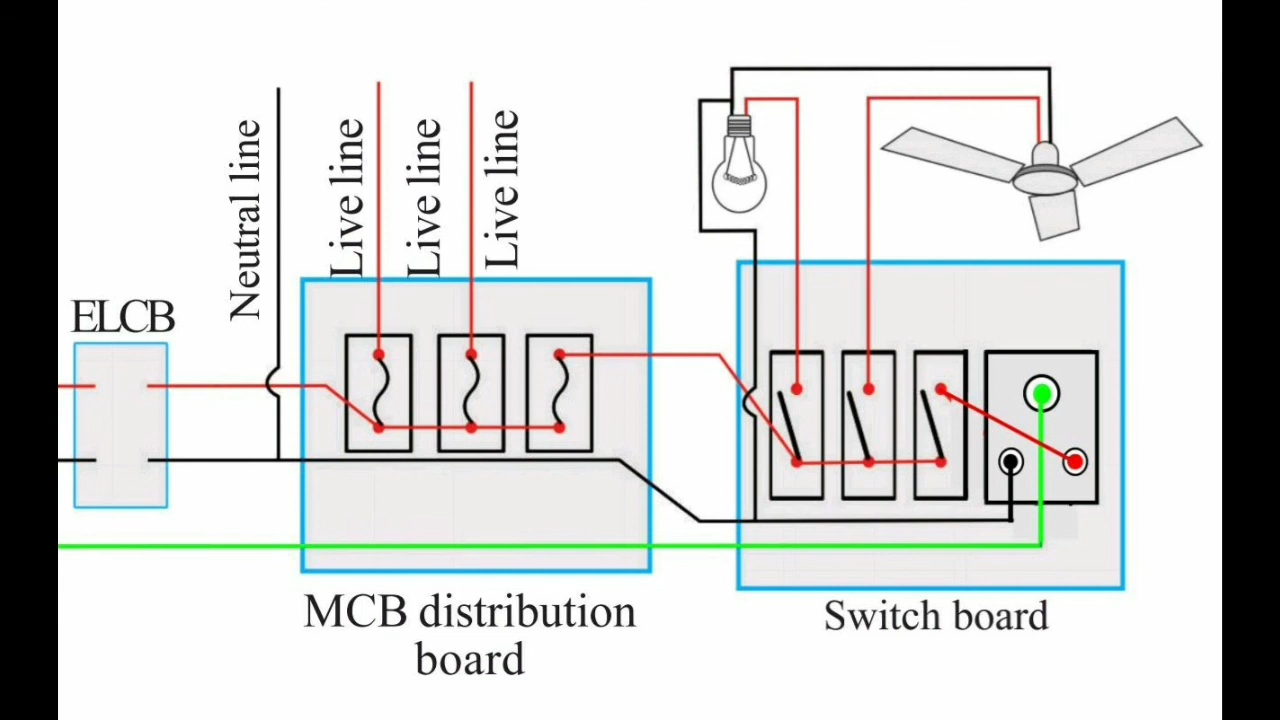 Neutral line
Live line
Live line
Live line
ELCB
MCB distribution
board
Switch board